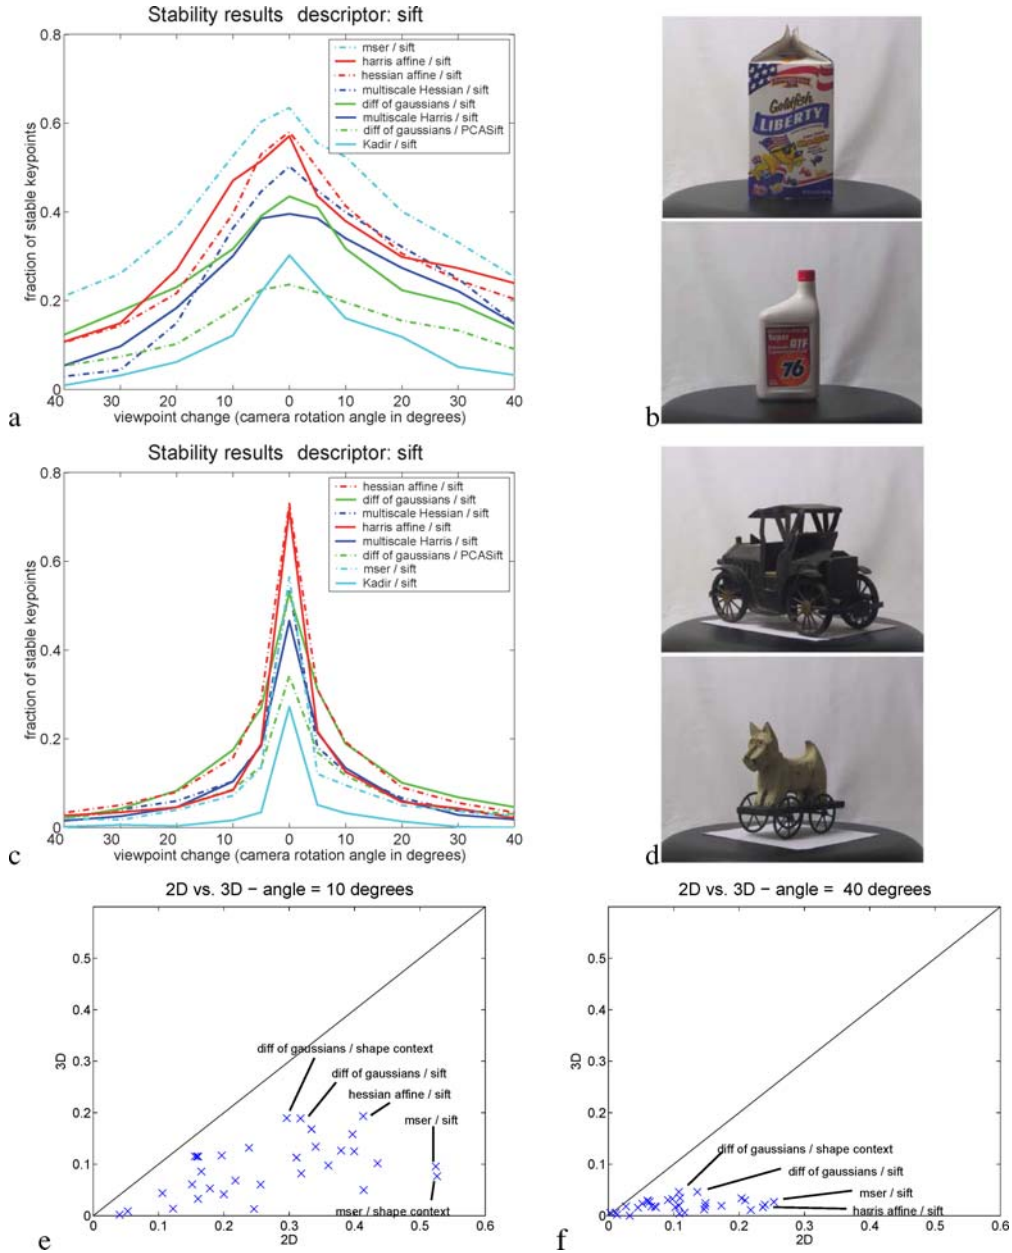 Stability results descriptor: sift
0.8
0.6
0.4
0.2
0
fraction of stable keypoints
mser / sift
harris affine / sift
hessian affine / sift
multiscale Hessian / sift
diff of gaussians / sift
multiscale Harris / sift
diff of gaussians / PCASift
Kadir / sift
40 30 20 10 0 10 20 30 40
viewpoint change (camera rotation angle in degrees)
a
Goldfish
LIBERTY
Super
ATF
76
b
Stability results descriptor: sift
0.8
0.6
0.4
0.2
0
fraction of stable keypoints
hessian affine / sift
diff of gaussians / sift
multiscale Hessian / sift
harris affine / sift
multiscale Harris / sift
diff of gaussians / PCASift
mser / sift
Kadir / sift
40 30 20 10 0 10 20 30 40
viewpoint change (camera rotation angle in degrees)
c
d
2D vs. 3D − angle = 10 degrees
0.5
0.4
0.3
0.2
0.1
0
3D
diff of gaussians / shape context
diff of gaussians / sift
hessian affine / sift
mser / sift
mser / shape context
0 0.1 0.2 0.3 0.4 0.5 0.6
2D
e
2D vs. 3D − angle = 40 degrees
0.5
0.4
0.3
0.2
0.1
0
3D
diff of gaussians / shape context
diff of gaussians / sift
mser / sift
harris affine / sift
0 0.1 0.2 0.3 0.4 0.5 0.6
2D
f